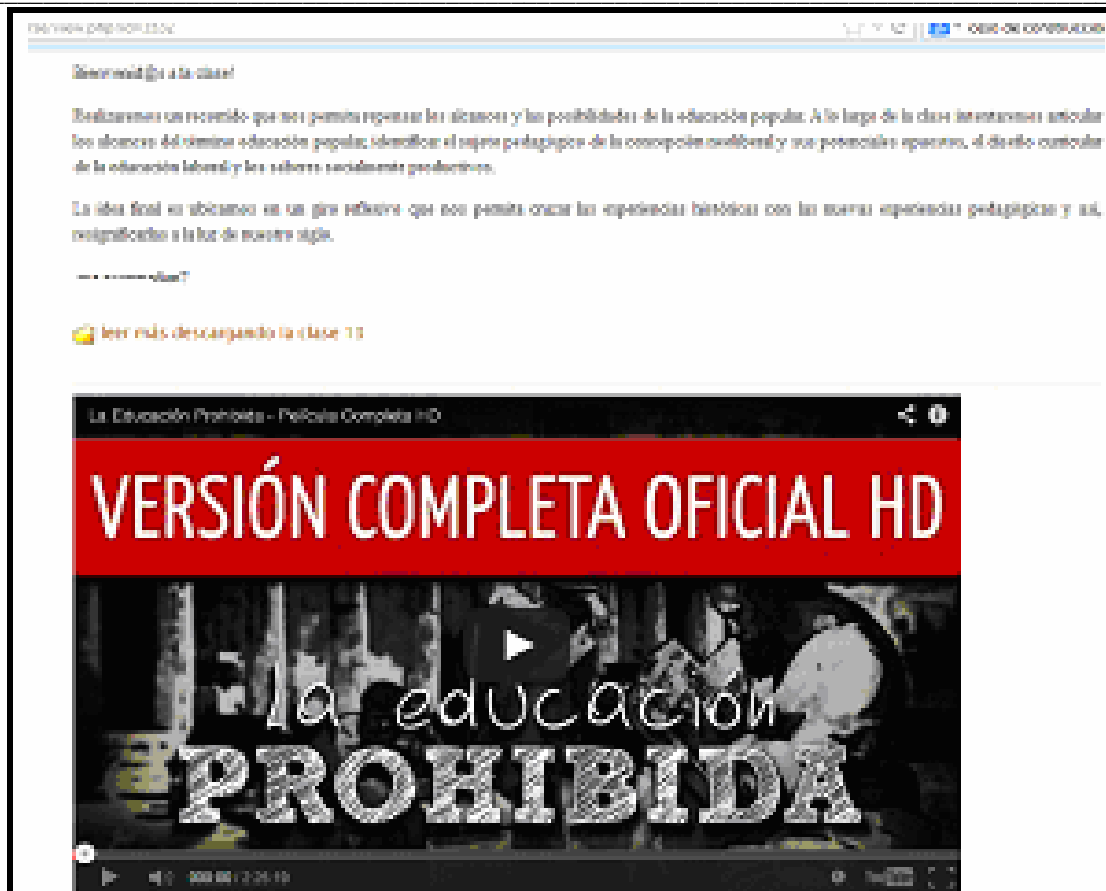 a la clase!
Realizaremos un recorrido que nos permita repensar los alcances y las posibilidades de la educación popular. A lo largo de la clase intentaremos articular
los alcances del término educación popular, identificar el sujeto pedagógico de la concepción neoliberal y sus potenciales opuestos, el diseño curricular
de la educación laboral y los saberes socialmente productivos.
La idea final es ubicarnos en un giro reflexivo que nos permita cruzar las experiencias históricas con las nuevas experiencias pedagógicas y así,
resignificarlas a la luz de nuestro siglo.
leer más descargando la clase 13
La Educación Prohibida - Película Completa HD
VERSIÓN COMPLETA OFICIAL HD
la educación
PROHIBIDA